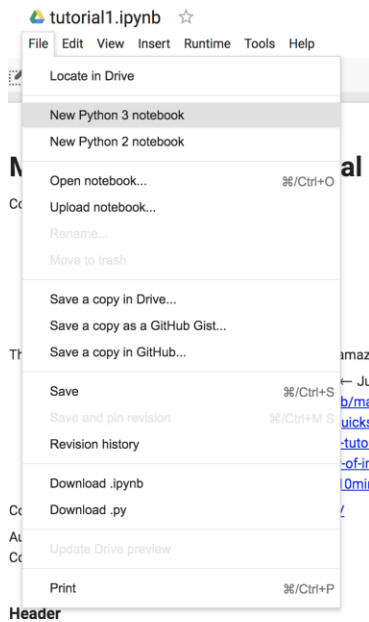 tutorial1.ipynb
File Edit View Insert Runtime Tools Help
Locate in Drive
New Python 3 notebook
New Python 2 notebook
al
Open notebook... ⌘/Ctrl+O
Upload notebook...
Rename...
Move to trash
Save a copy in Drive...
Save a copy as a GitHub Gist...
Save a copy in GitHub...
Save ⌘/Ctrl+S
Save and pin revision ⌘/Ctrl+M S
Revision history
Download .ipynb
Download .py
Update Drive preview
Print ⌘/Ctrl+P
Header